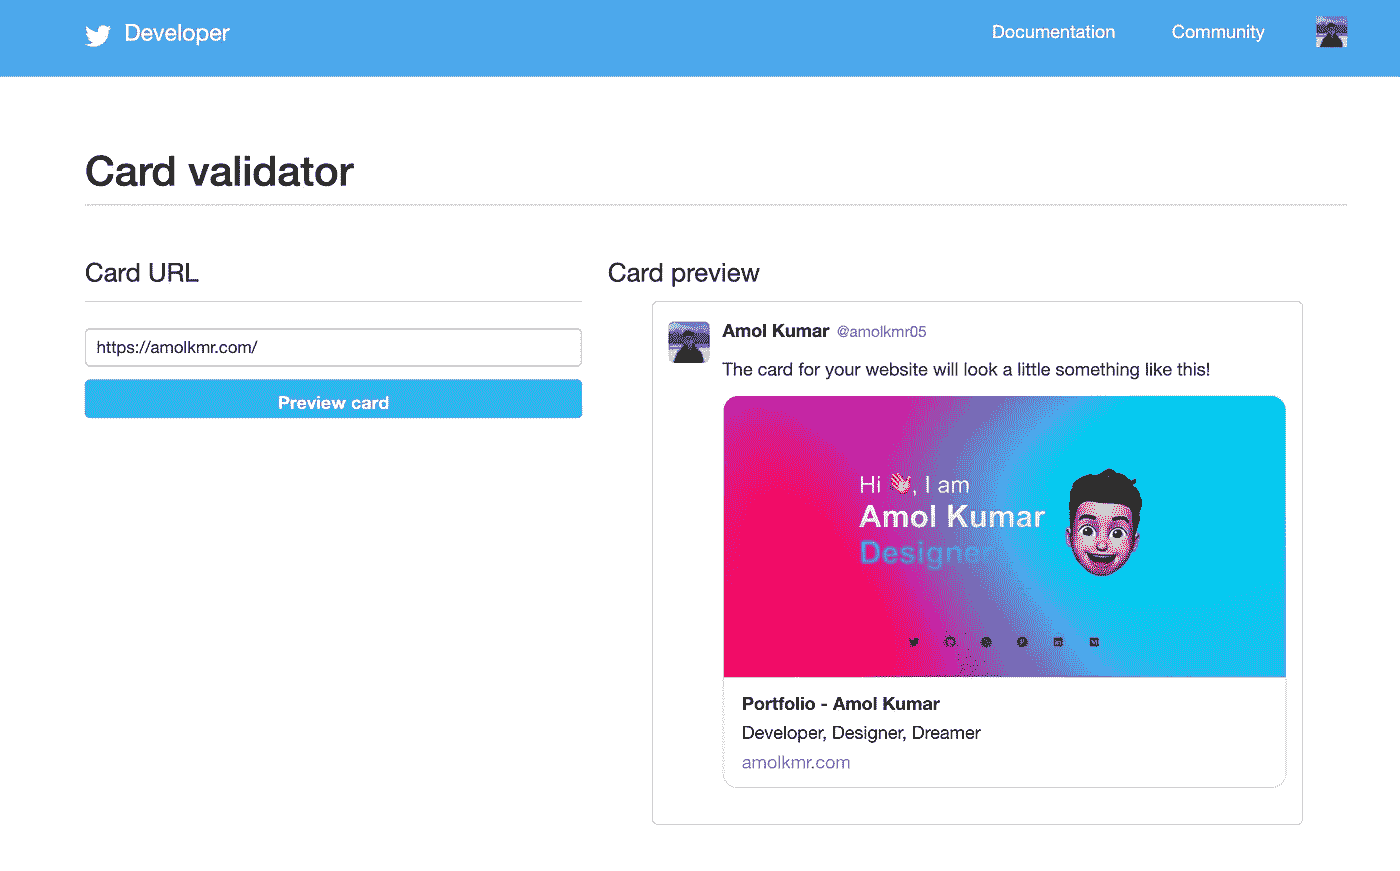 Developer
Documentation
Community
Card validator
Card URL
https://amolkmr.com/
Preview card
Card preview
Amol Kumar @amolkmr05
The card for your website will look a little something like this!
Hi 👋, I am
Amol Kumar
Designer
Portfolio - Amol Kumar
Developer, Designer, Dreamer
amolkmr.com